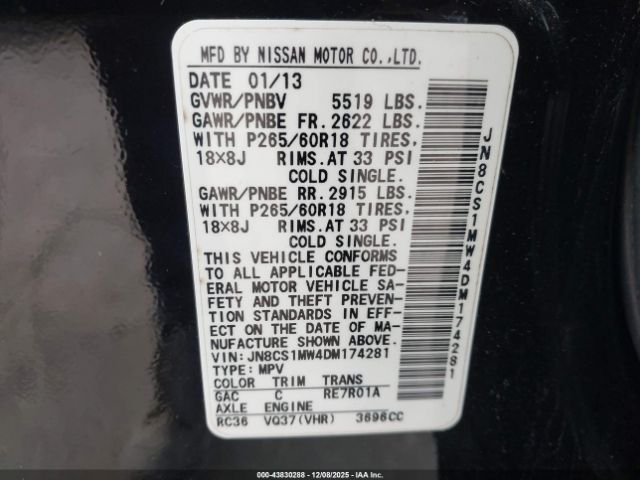 MFD BY NISSAN MOTOR CO.,LTD.
DATE 01/13
GVWR/PNBV 5519 LBS.
GAWR/PNBE FR. 2622 LBS.
WITH P265/60R18 TIRES,
18×8J RIMS.AT 33 PSI
COLD SINGLE.
GAWR/PNBE RR. 2915 LBS.
WITH P265/60R18 TIRES,
18×8J RIMS.AT 33 PSI
COLD SINGLE.
THIS VEHICLE CONFORMS
TO ALL APPLICABLE FED-
ERAL MOTOR VEHICLE SA-
FETY AND THEFT PREVEN-
TION STANDARDS IN EFF-
ECT ON THE DATE OF MA-
NUFACTURE SHOWN ABOVE.
VIN: JN8CS1MW4DM174281
TYPE: MPV
COLOR TRIM TRANS
GAC C RE7R01A
AXLE ENGINE
RC36 VQ37(VHR) 3696CC
JN8CS1MW4DM174281
000-43830288 - 12/08/2025 - IAAI.com